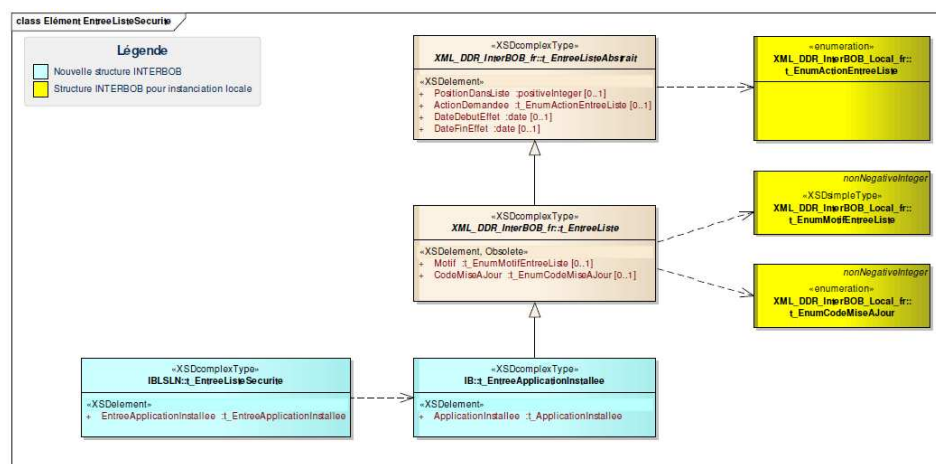 class Elément EntreeListeSecurite
Légende
Nouvelle structure INTERBOB
Structure INTERBOB pour instanciation locale
«XSDcomplexType»
XML_DDR_InterBOB_fr::t_EntreeListeAbstrait
«XSDelement»
+ PositionDansListe :positiveInteger [0..1]
+ ActionDemandee :t_EnumActionEntreeListe [0..1]
+ DateDebutEffet :date [0..1]
+ DateFinEffet :date [0..1]
«enumeration»
XML_DDR_InterBOB_Local_fr::
t_EnumActionEntreeListe
«XSDcomplexType»
XML_DDR_InterBOB_fr::t_EntreeListe
«XSDelement, Obsolete»
+ Motif :t_EnumMotifEntreeListe [0..1]
+ CodeMiseAJour :t_EnumCodeMiseAJour [0..1]
nonNegativeInteger
«XSDsimpleType»
XML_DDR_InterBOB_Local_fr::
t_EnumMotifEntreeListe
nonNegativeInteger
«enumeration»
XML_DDR_InterBOB_Local_fr::
t_EnumCodeMiseAJour
«XSDcomplexType»
IBLSLN::t_EntreeListeSecurite
«XSDelement»
+ EntreeApplicationInstallee :t_EntreeApplicationInstallee
«XSDcomplexType»
IB::t_EntreeApplicationInstallee
«XSDelement»
+ ApplicationInstallee :t_ApplicationInstallee